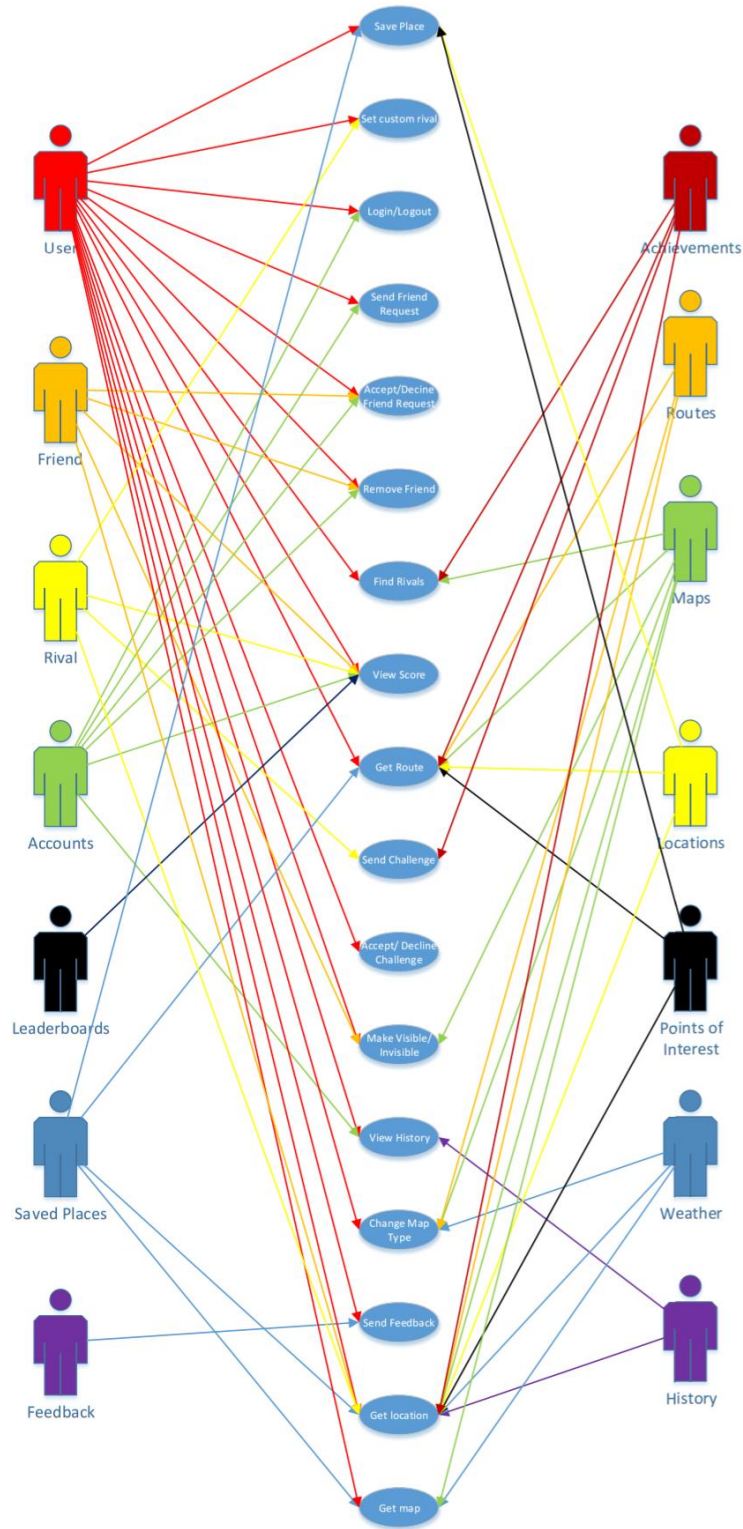 Save Place
Set custom rival
User
Achievements
Login/Logout
Send Friend
Request
Accept/Decine
Friend Request
Friend
Routes
Remove Friend
Find Rivals
Maps
Rival
View Score
Get Route
Locations
Accounts
Send Challenge
Accept/ Decline
Challenge
Leaderboards
Points of
Interest
Make Visible/
Invisible
View History
Saved Places
Weather
Change Map
Type
Send Feedback
Feedback
Get location
History
Get map